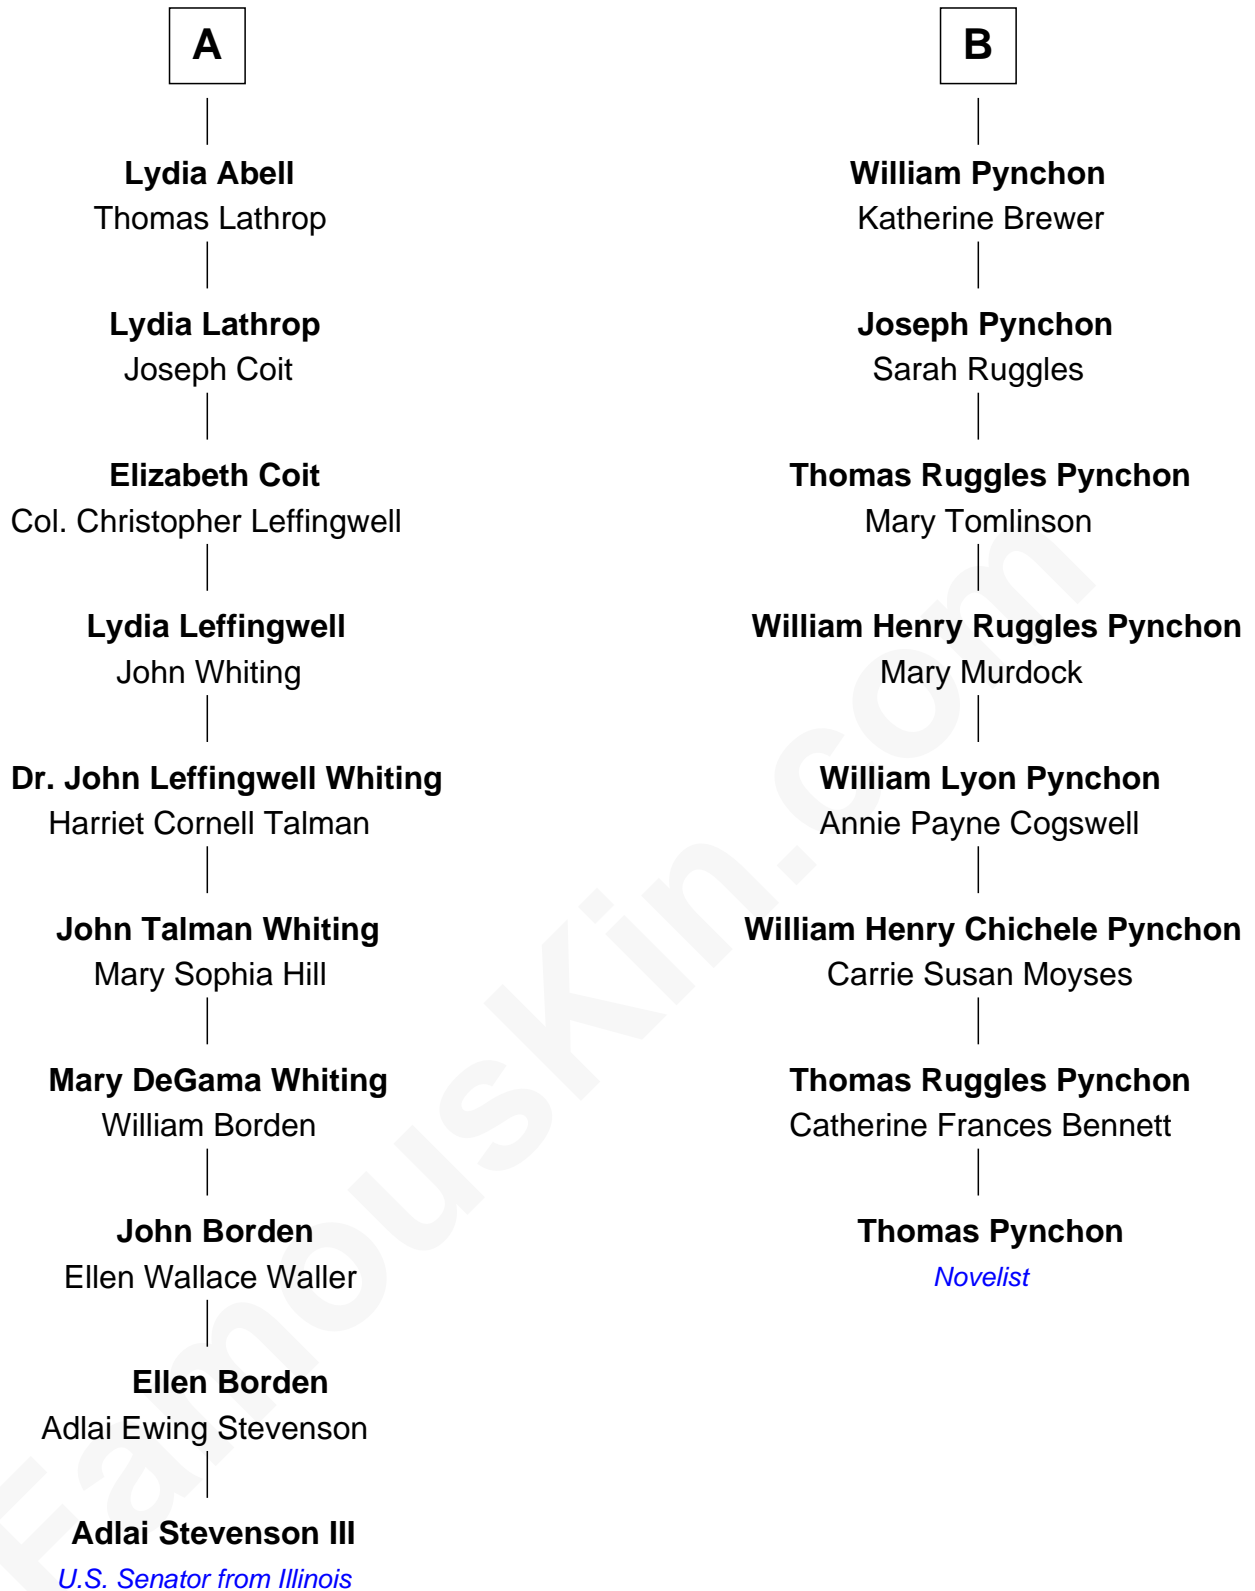 A
Lydia Abell
Thomas Lathrop
Lydia Lathrop
Joseph Coit
Elizabeth Coit
Col. Christopher Leffingwell
Lydia Leffingwell
John Whiting
Dr. John Leffingwell Whiting
Harriet Cornell Talman
John Talman Whiting
Mary Sophia Hill
Mary DeGama Whiting
William Borden
John Borden
Ellen Wallace Waller
Ellen Borden
Adlai Ewing Stevenson
Adlai Stevenson III
U.S. Senator from Illinois
B
William Pynchon
Katherine Brewer
Joseph Pynchon
Sarah Ruggles
Thomas Ruggles Pynchon
Mary Tomlinson
William Henry Ruggles Pynchon
Mary Murdock
William Lyon Pynchon
Annie Payne Cogswell
William Henry Chichele Pynchon
Carrie Susan Moyses
Thomas Ruggles Pynchon
Catherine Frances Bennett
Thomas Pynchon
Novelist
FamousKin.com